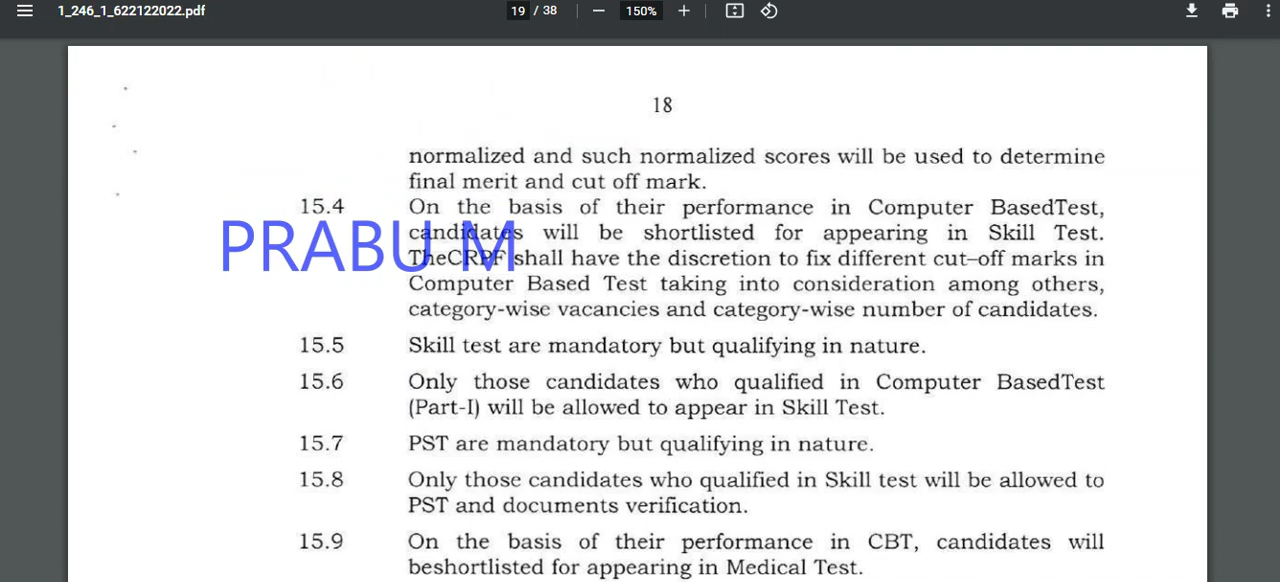 1_246_1_622122022.pdf
19 / 38
150%
18
normalized and such normalized scores will be used to determine
final merit and cut off mark.
15.4 On the basis of their performance in Computer BasedTest,
candidates will be shortlisted for appearing in Skill Test.
PRABU M
TheCRPF shall have the discretion to fix different cut–off marks in
Computer Based Test taking into consideration among others,
category-wise vacancies and category-wise number of candidates.
15.5 Skill test are mandatory but qualifying in nature.
15.6 Only those candidates who qualified in Computer BasedTest
(Part-I) will be allowed to appear in Skill Test.
15.7 PST are mandatory but qualifying in nature.
15.8 Only those candidates who qualified in Skill test will be allowed to
PST and documents verification.
15.9 On the basis of their performance in CBT, candidates will
beshortlisted for appearing in Medical Test.